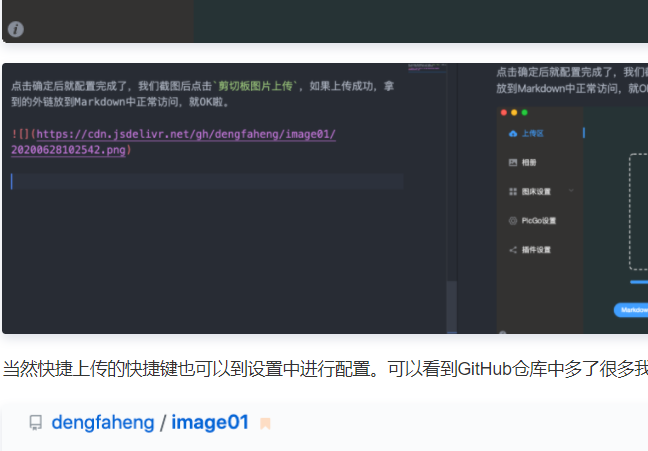 点击确定后就配置完成了，我们截图后点击`剪切板图片上传`，如果上传成功，拿
到的外链放到Markdown中正常访问，就OK啦。
![](https://cdn.jsdelivr.net/gh/dengfaheng/image01/
20200628102542.png)
点击确定后就配置完成了，我们
放到Markdown中正常访问，就O
上传区
相册
图床设置
PicGo设置
插件设置
Markdow
当然快捷上传的快捷键也可以到设置中进行配置。可以看到GitHub仓库中多了很多我
dengfaheng / image01